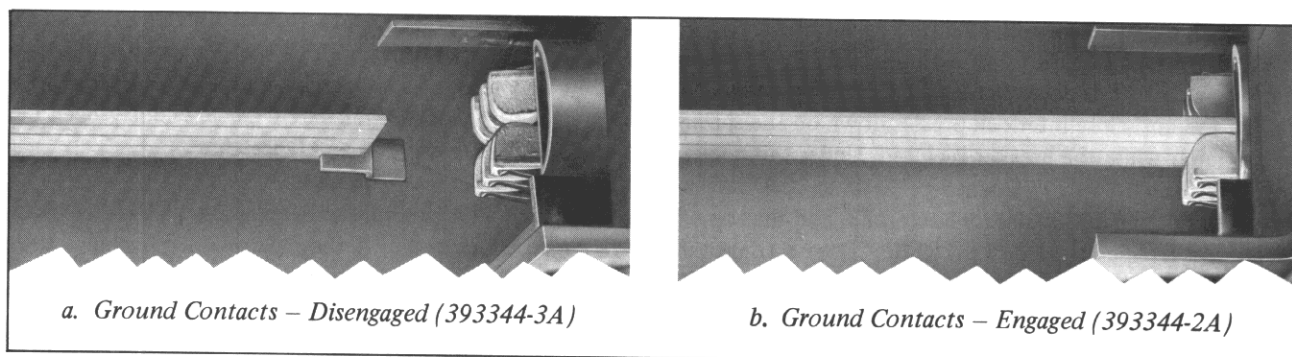 a. Ground Contacts – Disengaged (393344-3A)
b. Ground Contacts – Engaged (393344-2A)